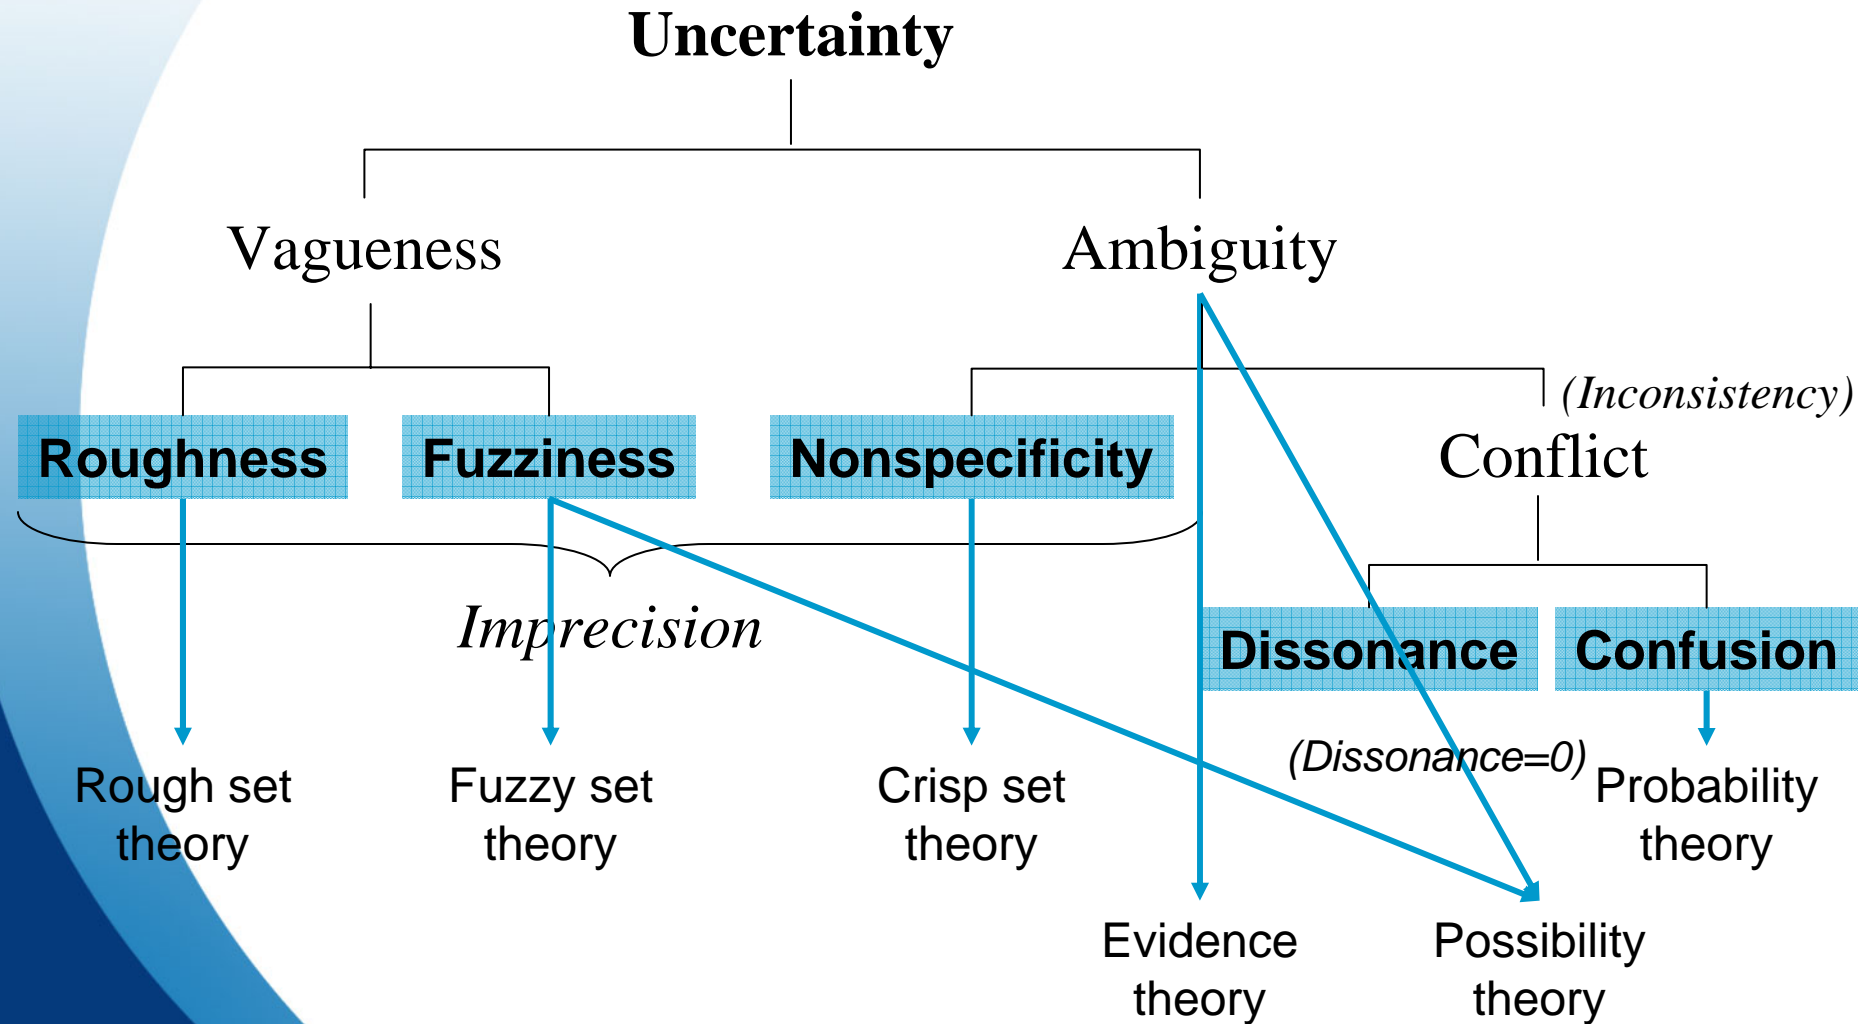 Uncertainty
Vagueness
Ambiguity
(Inconsistency)
Roughness
Fuzziness
Nonspecificity
Conflict
Imprecision
Dissonance
Confusion
(Dissonance=0)
Rough set
theory
Fuzzy set
theory
Crisp set
theory
Probability
theory
Evidence
theory
Possibility
theory